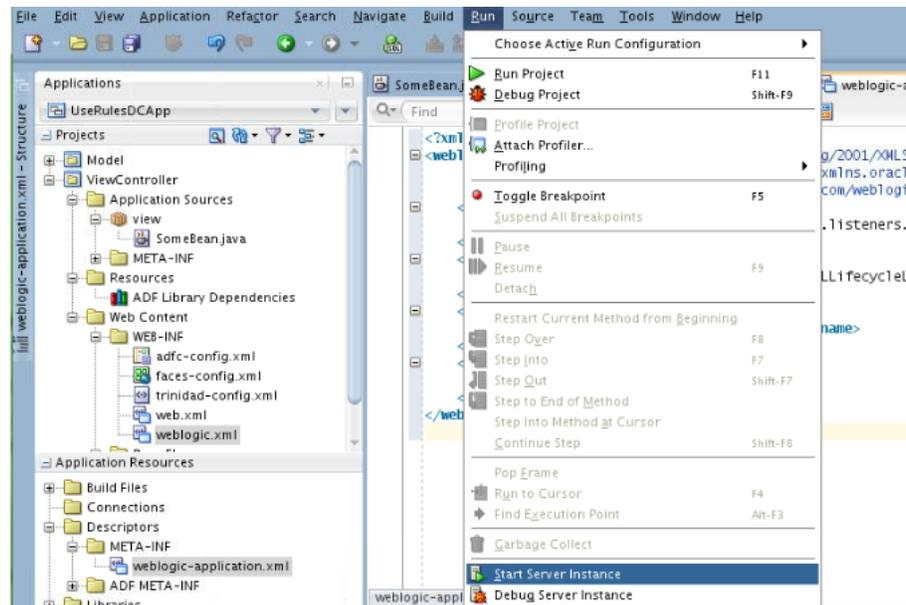 File Edit View Application Refactor Search Navigate Build Run Source Team Tools Window Help
weblogic-application.xml - Structure
Applications
UseRulesDCApp
Projects
Model
ViewController
Application Sources
view
SomeBean.java
META-INF
Resources
ADF Library Dependencies
Web Content
WEB-INF
adfc-config.xml
faces-config.xml
trinidad-config.xml
web.xml
weblogic.xml
Application Resources
Build Files
Connections
Descriptors
META-INF
weblogic-application.xml
ADF META-INF
Libraries
SomeBean.j
Find
<?xml
<webl
</web
weblogic-appl
Choose Active Run Configuration
Run Project F11
Debug Project Shift-F9
Profile Project
Attach Profiler...
Profiling
Toggle Breakpoint F5
Suspend All Breakpoints
Pause
Resume F9
Detach
Restart Current Method from Beginning
Step Over F8
Step Into F7
Step Out Shift-F7
Step to End of Method
Step Into Method at Cursor
Continue Step Shift-F8
Pop Frame
Run to Cursor F4
Find Execution Point Alt-F3
Garbage Collect
Start Server Instance
Debug Server Instance
weblogic-a
g/2001/XMLS
xmlns.oracl
com/weblogi
.listeners.
LLifecycleL
name>